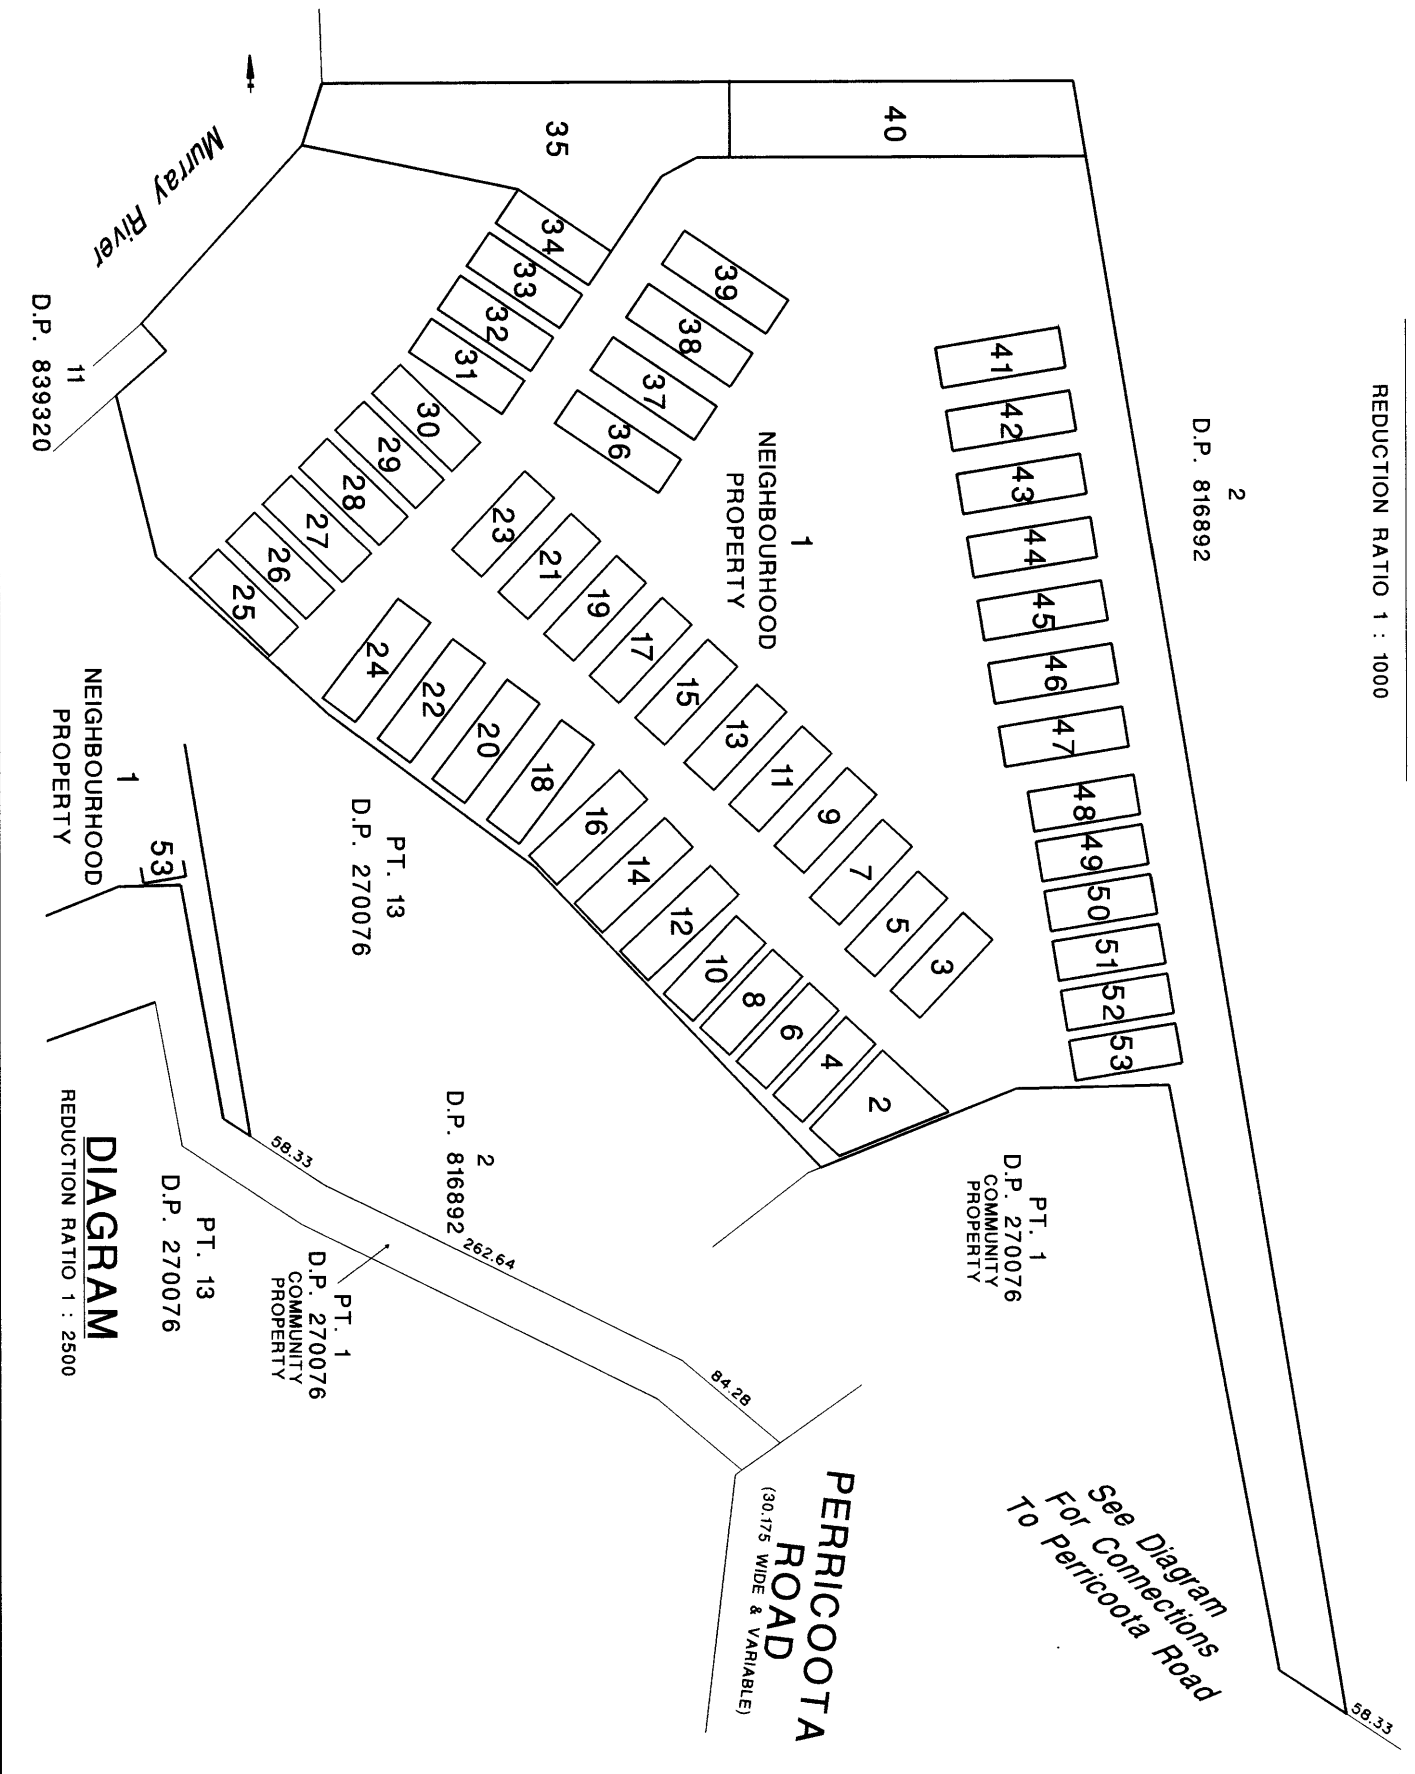 REDUCTION RATIO 1 : 1000
2
D.P. 816892
40
35
Murray River
34
33
32
31
30
29
28
27
26
25
39
38
37
36
41
42
43
44
45
46
47
48
49
50
51
52
53
1
NEIGHBOURHOOD
PROPERTY
23
21
19
17
15
13
11
9
7
5
3
24
22
20
18
16
14
12
10
8
6
4
2
11
D.P. 839320
PT. 13
D.P. 270076
PT. 1
D.P. 270076
COMMUNITY
PROPERTY
See Diagram
For Connections
To Perricoota Road
58.33
1
NEIGHBOURHOOD
PROPERTY
53
2
D.P. 816892
58.33
262.64
84.28
PT. 1
D.P. 270076
COMMUNITY
PROPERTY
PT. 13
D.P. 270076
PERRICOOTA
ROAD
(30.175 WIDE & VARIABLE)
DIAGRAM
REDUCTION RATIO 1 : 2500